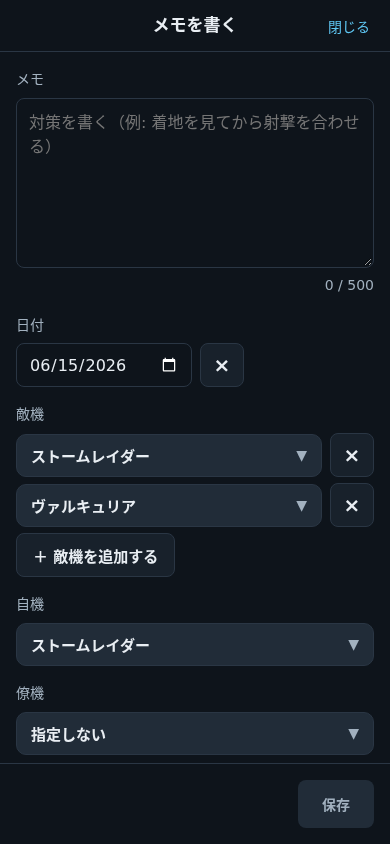 メモを書く
閉じる
メモ
対策を書く（例: 着地を見てから射撃を合わせ
る）
0 / 500
日付
06/15/2026
×
敵機
ストームレイダー ▼
×
ヴァルキュリア ▼
×
＋ 敵機を追加する
自機
ストームレイダー ▼
僚機
指定しない ▼
保存